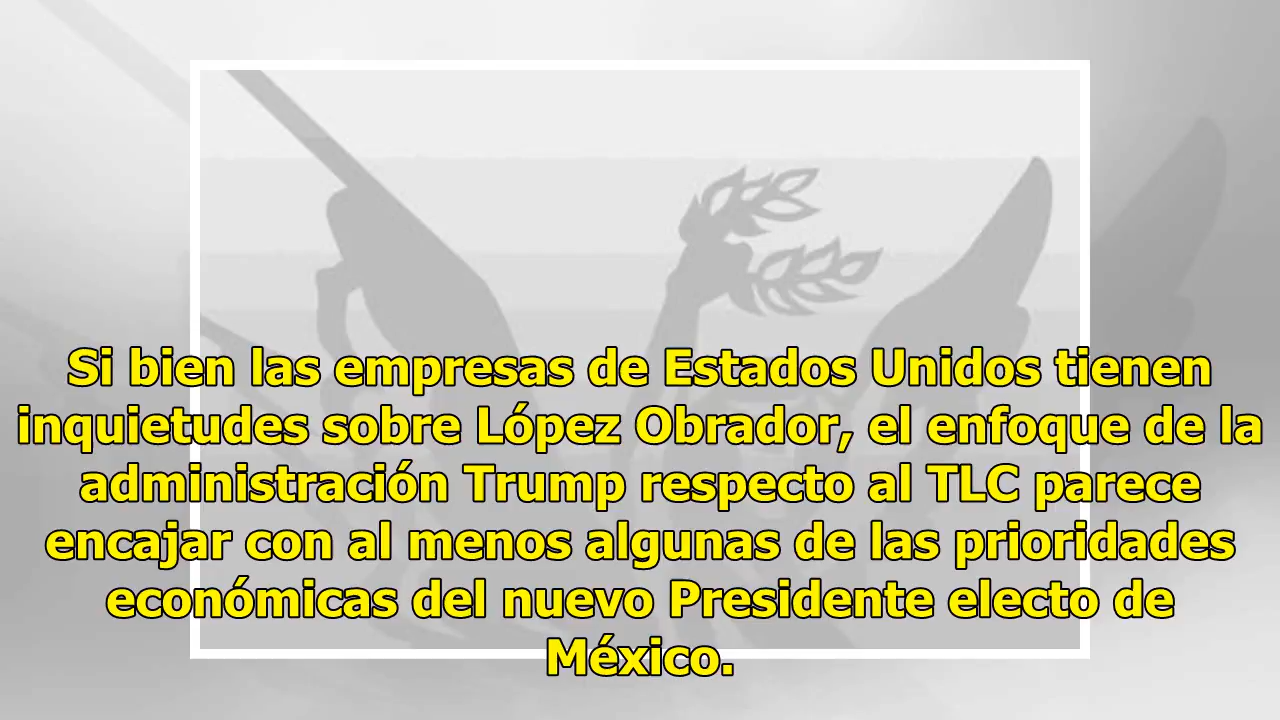 Si bien las empresas de Estados Unidos tienen
inquietudes sobre López Obrador, el enfoque de la
administración Trump respecto al TLC parece
encajar con al menos algunas de las prioridades
económicas del nuevo Presidente electo de
México.